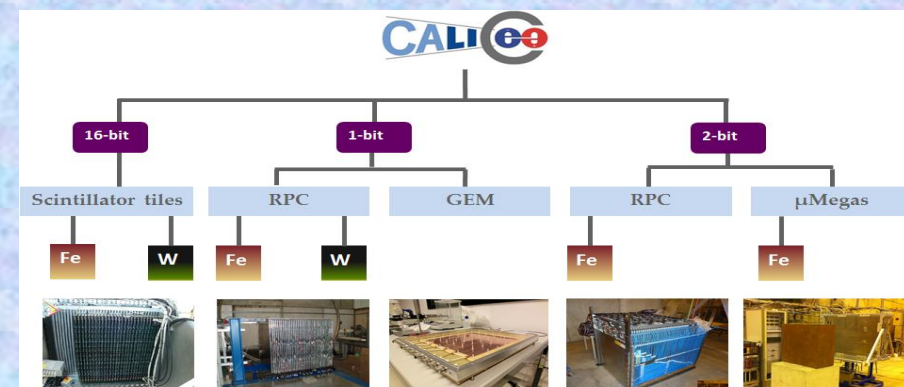 CALICE
16-bit 1-bit 2-bit
Scintillator tiles RPC GEM RPC µMegas
Fe W Fe W Fe Fe